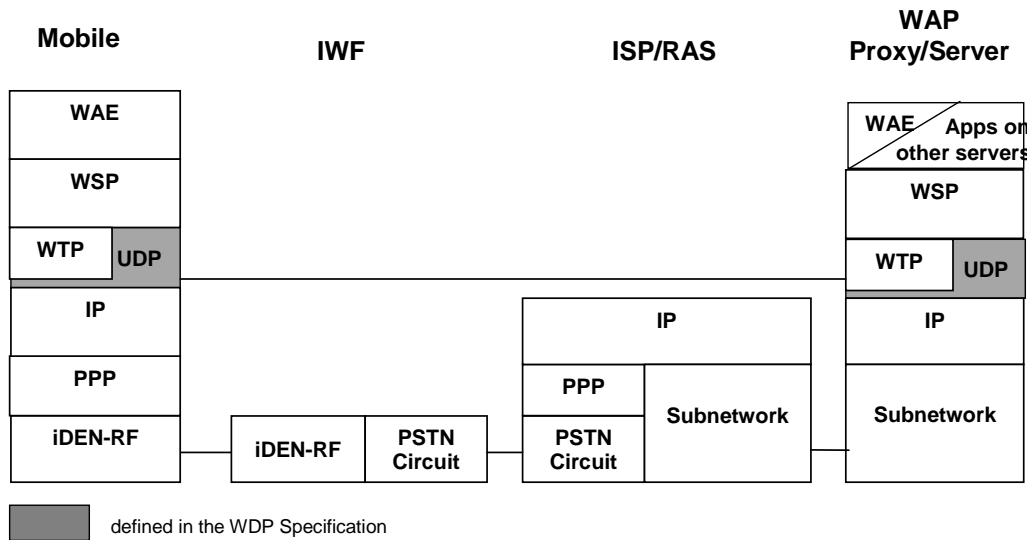 Mobile
IWF
ISP/RAS
WAP
Proxy/Server
WAE
WSP
WTP
UDP
IP
PPP
iDEN-RF
iDEN-RF
PSTN
Circuit
IP
PPP
PSTN
Circuit
Subnetwork
WAE
Apps on
other servers
WSP
WTP
UDP
IP
Subnetwork
defined in the WDP Specification